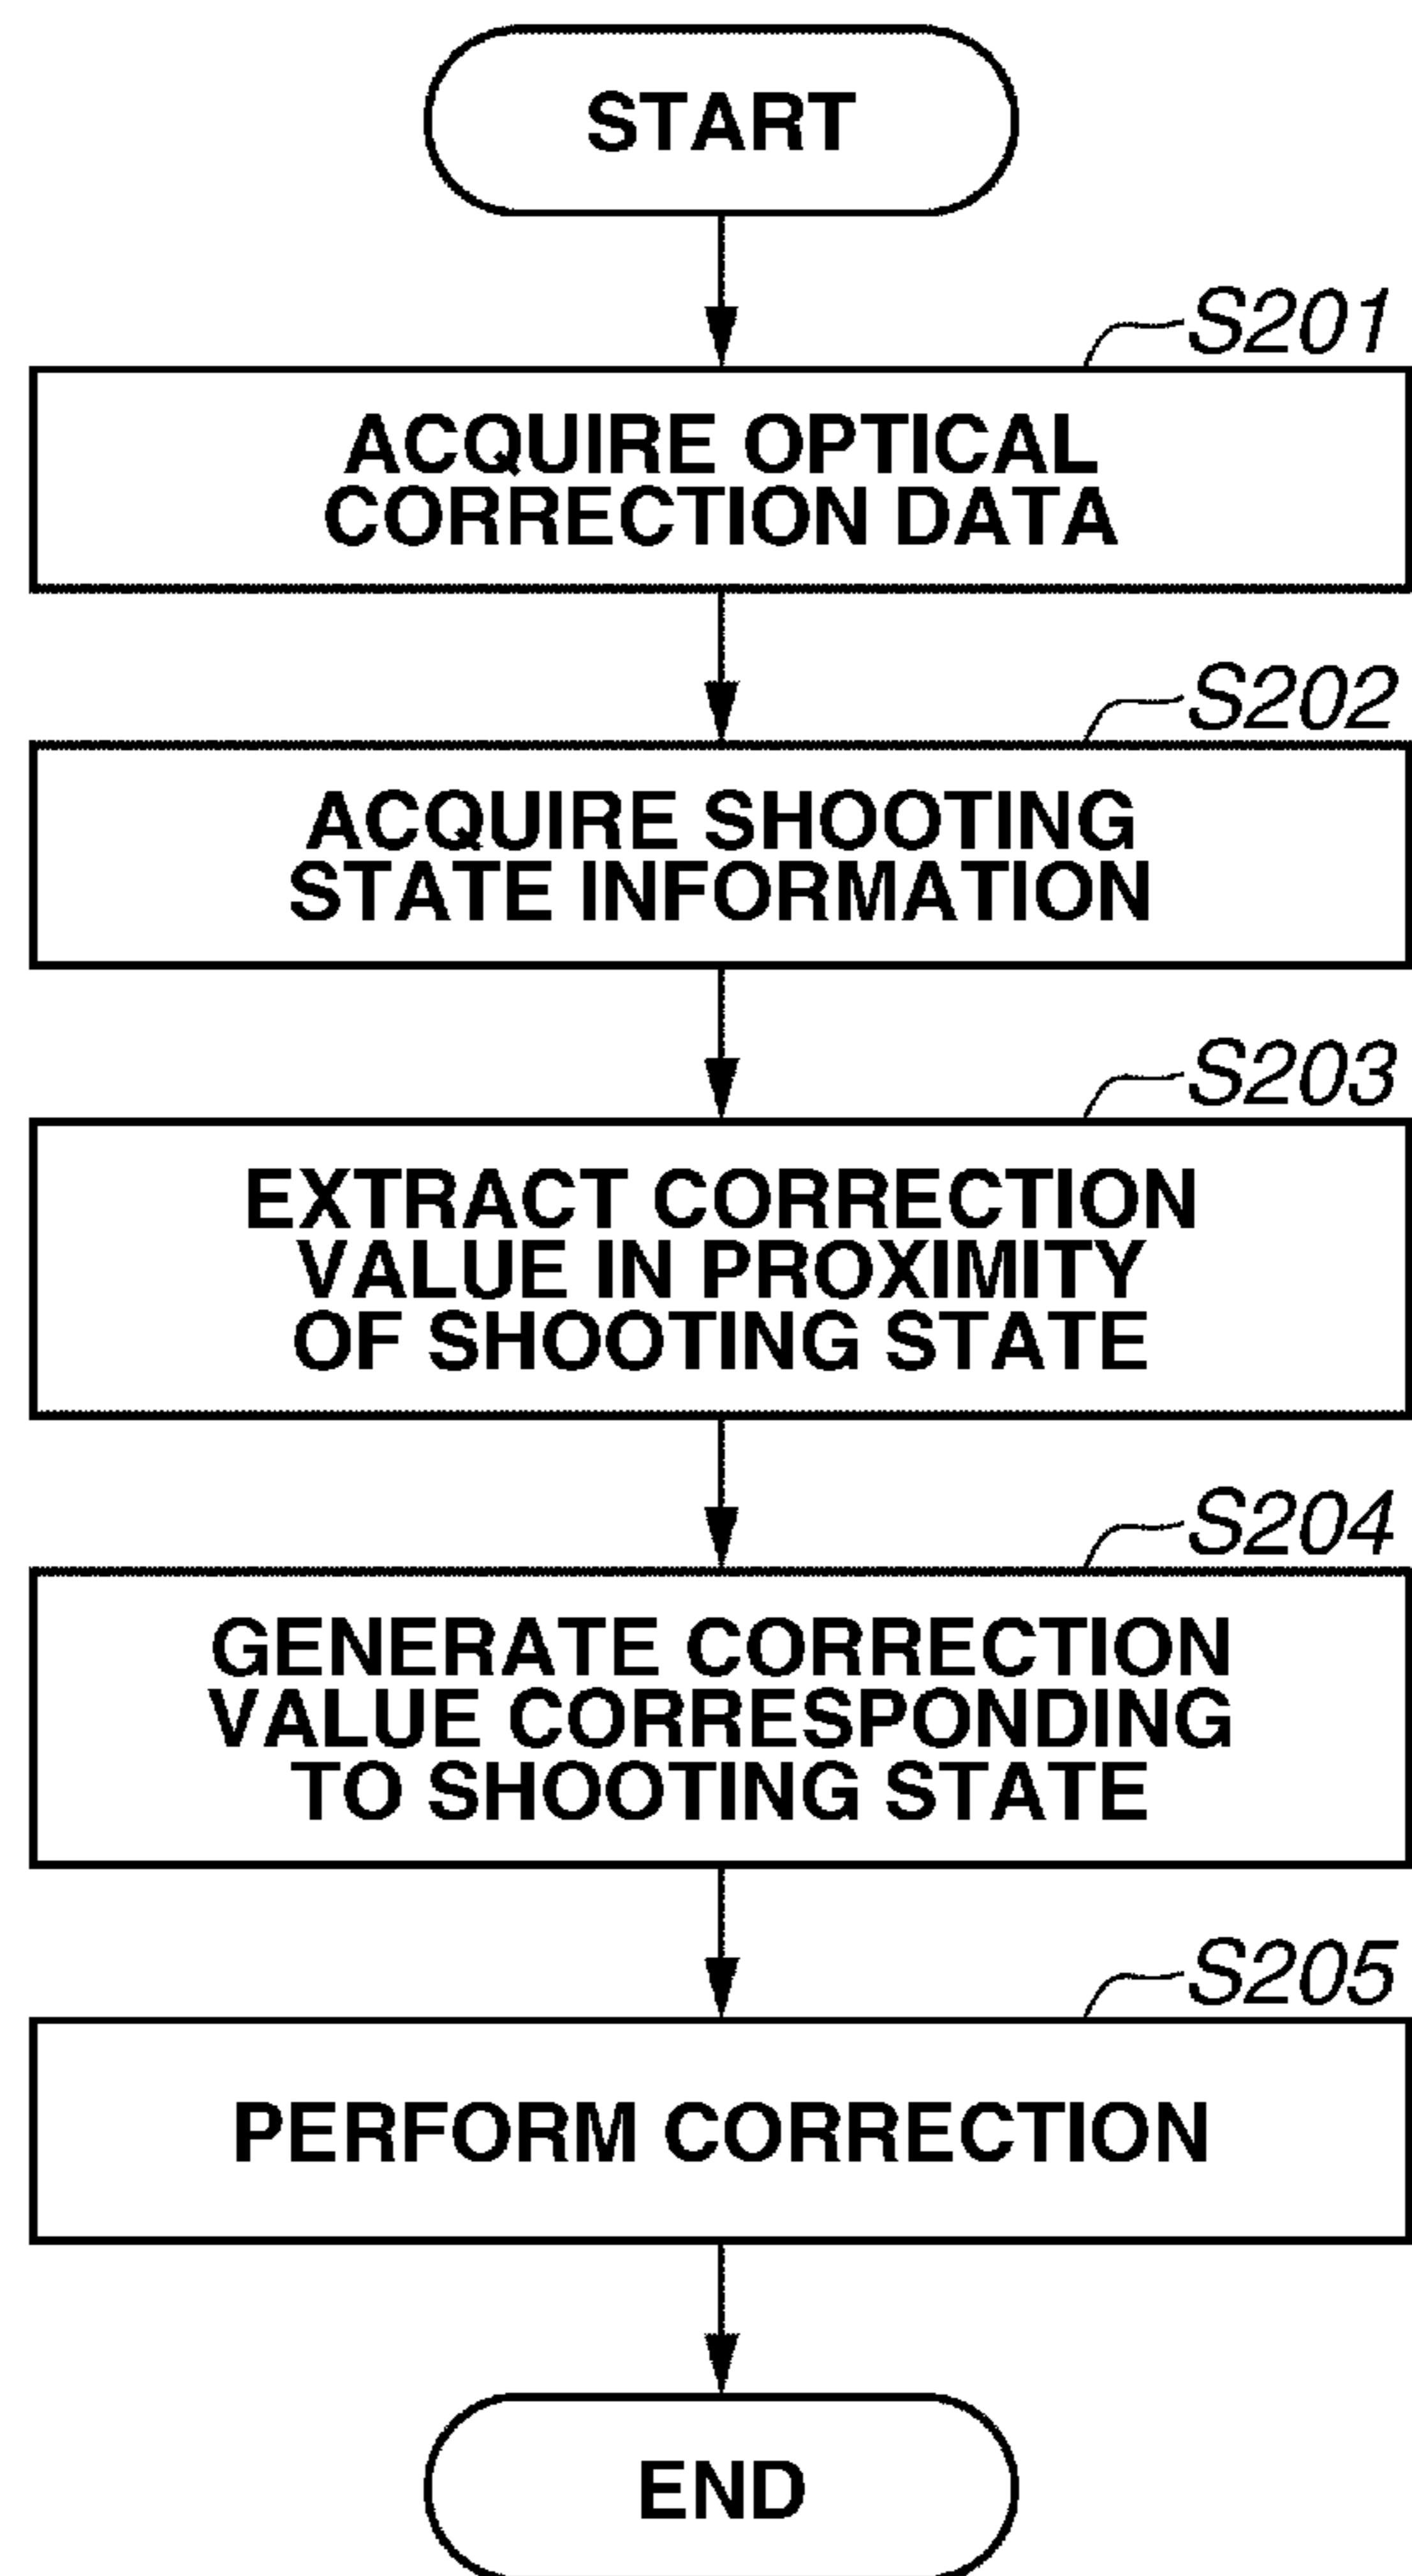 START
S201
ACQUIRE OPTICAL
CORRECTION DATA
S202
ACQUIRE SHOOTING
STATE INFORMATION
S203
EXTRACT CORRECTION
VALUE IN PROXIMITY
OF SHOOTING STATE
S204
GENERATE CORRECTION
VALUE CORRESPONDING
TO SHOOTING STATE
S205
PERFORM CORRECTION
END